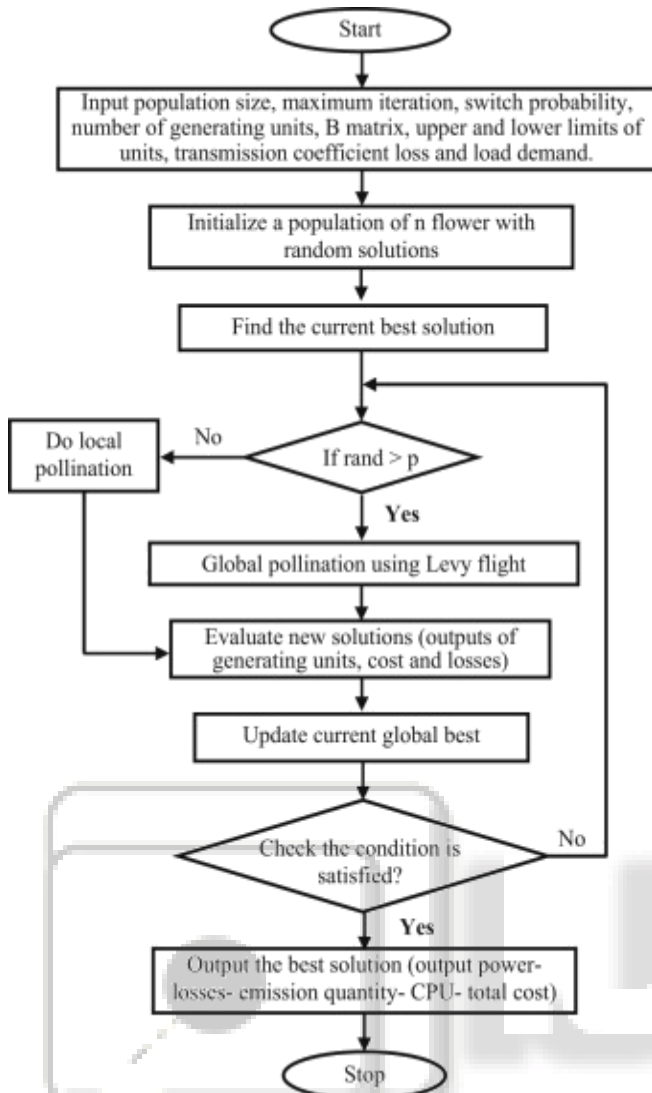 Start
Input population size, maximum iteration, switch probability,
number of generating units, B matrix, upper and lower limits of
units, transmission coefficient loss and load demand.
Initialize a population of n flower with
random solutions
Find the current best solution
If rand > p
No
Do local
pollination
Yes
Global pollination using Levy flight
Evaluate new solutions (outputs of
generating units, cost and losses)
Update current global best
Check the condition is
satisfied?
No
Yes
Output the best solution (output power-
losses- emission quantity- CPU- total cost)
Stop